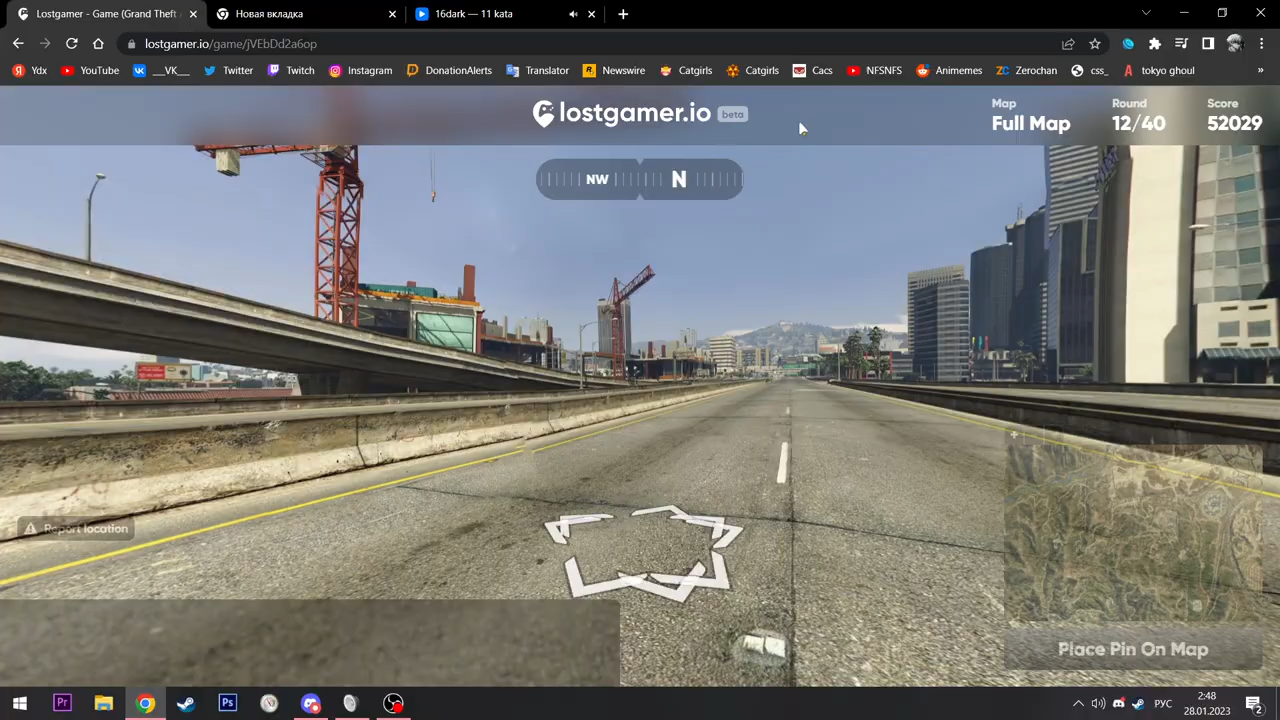 Lostgamer - Game (Grand Theft
Новая вкладка
16dark — 11 kata
lostgamer.io/game/jVEbDd2a6op
Ydx
YouTube
__VK__
Twitter
Twitch
Instagram
DonationAlerts
Translator
Newswire
Catgirls
Catgirls
Cacs
NFSNFS
Animemes
Zerochan
css_
tokyo ghoul
»
lostgamer.io beta
Map
Full Map
Round
12/40
Score
52029
NW
N
Report location
Place Pin On Map
РУС
2:48
28.01.2023
2